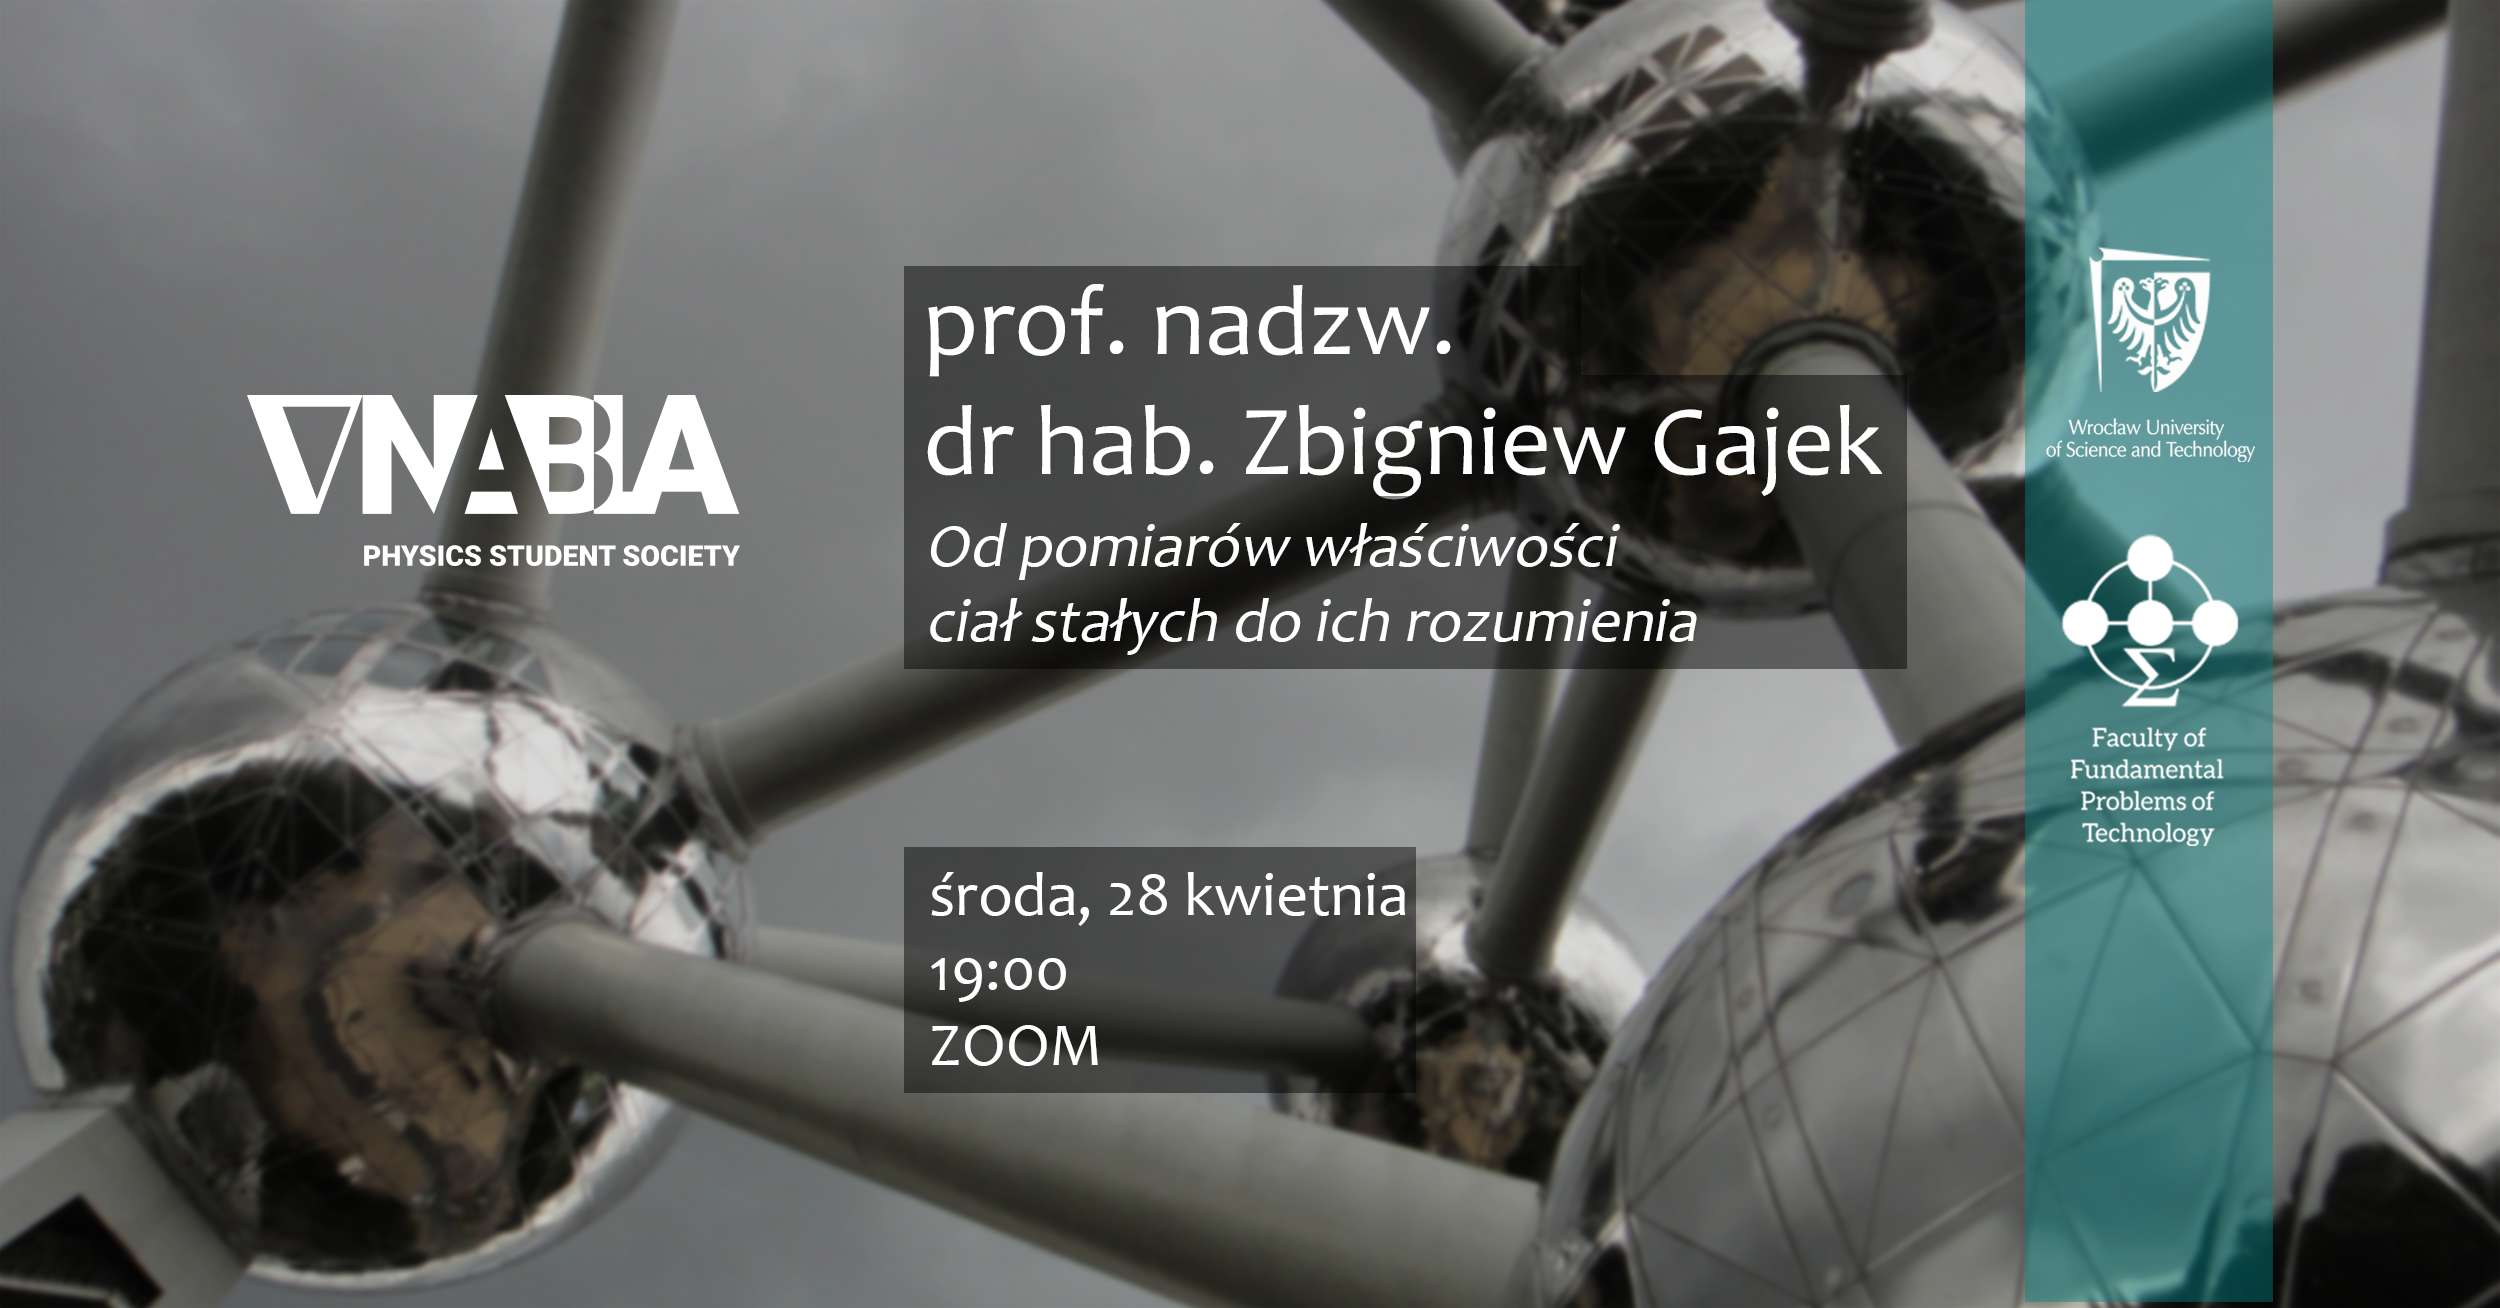 ∇NABLA
PHYSICS STUDENT SOCIETY
prof. nadzw.
dr hab. Zbigniew Gajek
Od pomiarów właściwości
ciał stałych do ich rozumienia
środa, 28 kwietnia
19:00
ZOOM
Wrocław University
of Science and Technology
Σ
Faculty of
Fundamental
Problems of
Technology